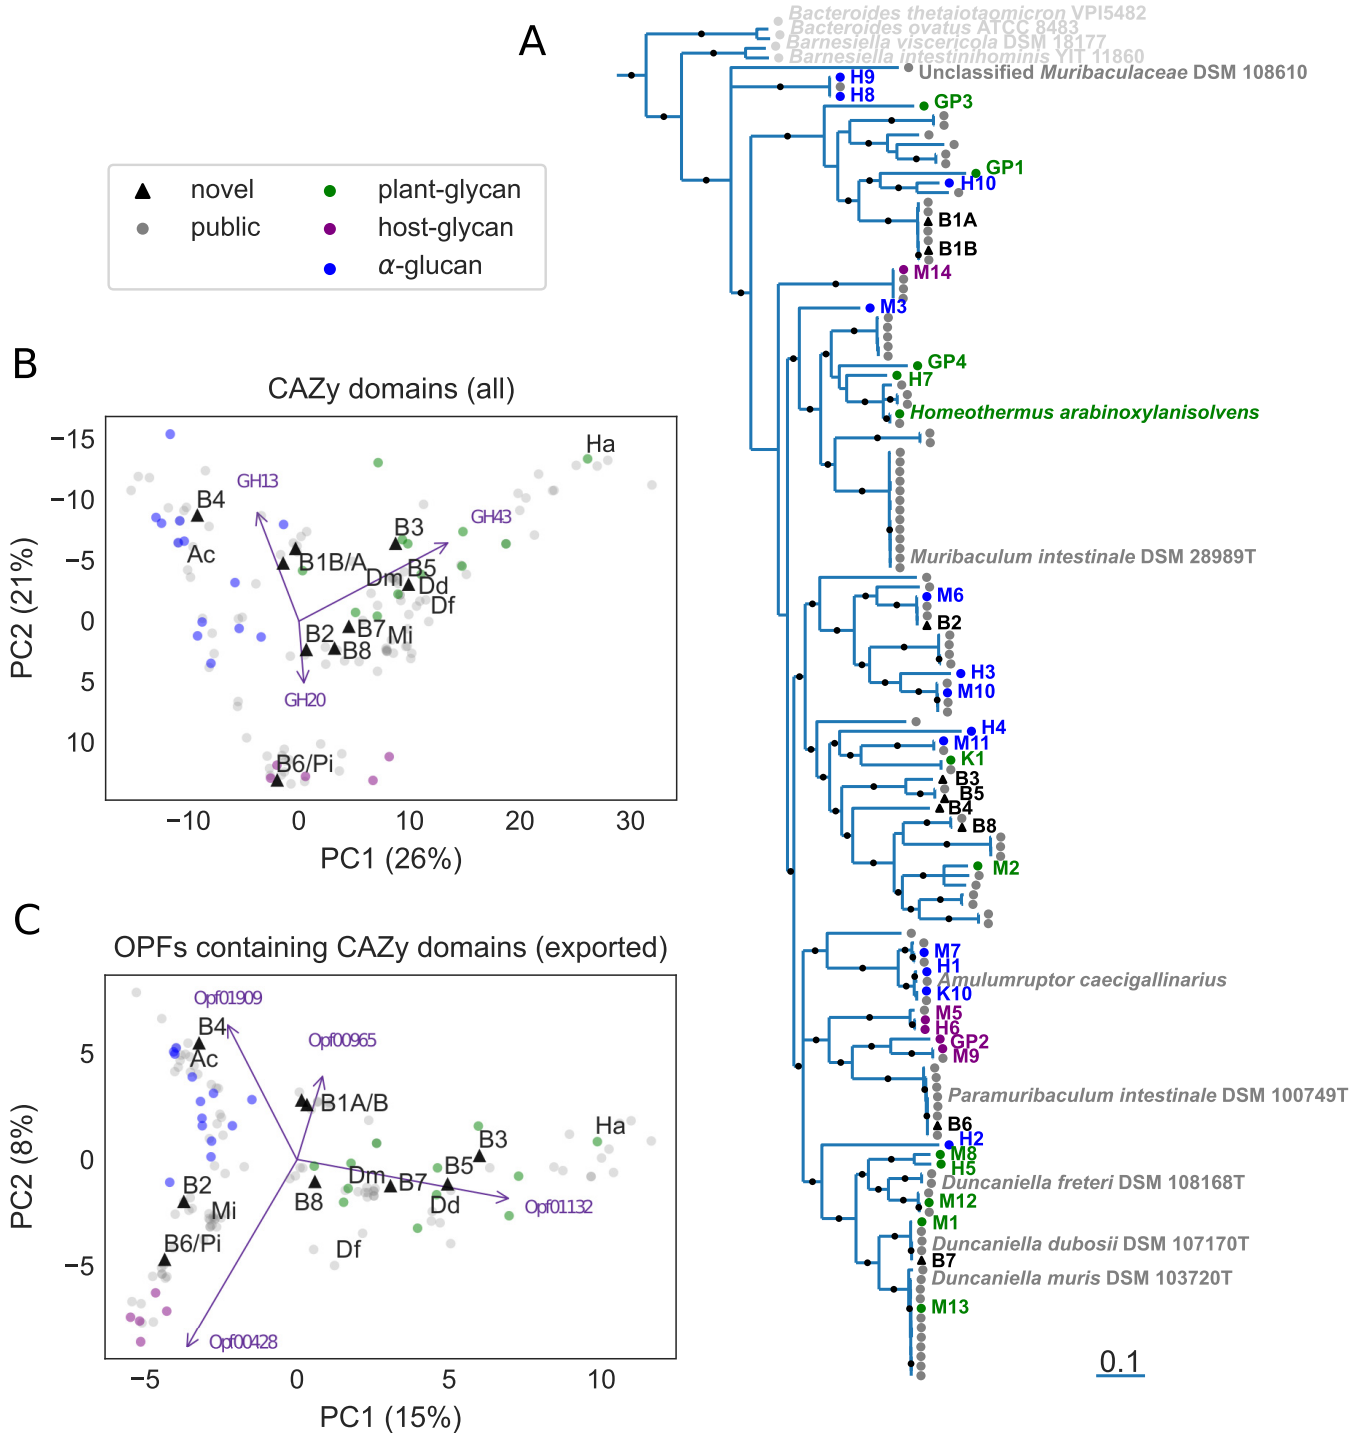 A
Bacteroides thetaiotaomicron VPI5482
Bacteroides ovatus ATCC 8483
Barnesiella viscericola DSM 18177
Barnesiella intestinihominis YIT 11860
Unclassified Muribaculaceae DSM 108610
H9
H8
GP3
GP1
H10
B1A
B1B
M14
M3
GP4
H7
Homeothermus arabinoxylanisolvens
Muribaculum intestinale DSM 28989T
M6
B2
H3
M10
H4
M11
K1
B3
B5
B4
B8
M2
M7
H1
Amulumruptor caecigallinarius
K10
M5
H6
GP2
M9
Paramuribaculum intestinale DSM 100749T
B6
H2
M8
H5
Duncaniella freteri DSM 108168T
M12
M1
Duncaniella dubosii DSM 107170T
B7
Duncaniella muris DSM 103720T
M13
0.1
novel
public
plant-glycan
host-glycan
α-glucan
B
CAZy domains (all)
PC2 (21%)
−15
−10
−5
0
5
10
Ha
GH13
B4
GH43
B3
Ac
B1B/A
Dm
B5
Dd
Df
B2
B7
Mi
B8
GH20
B6/Pi
−10 0 10 20 30
PC1 (26%)
C
OPFs containing CAZy domains (exported)
PC2 (8%)
5
0
−5
Opf01909
B4
Opf00965
Ac
B1A/B
Ha
B3
B5
Dm
B7
B2
B8
Dd
Opf01132
Mi
B6/Pi
Df
Opf00428
−5 0 5 10
PC1 (15%)